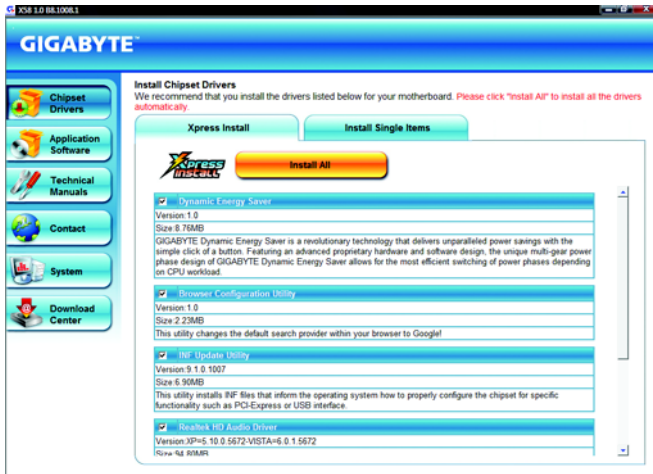 X58 1.0 B8.1008.1
GIGABYTE™
Chipset
Drivers
Application
Software
Technical
Manuals
Contact
System
Download
Center
Install Chipset Drivers
We recommend that you install the drivers listed below for your motherboard. Please click "Install All" to install all the drivers
automatically.
Xpress Install
Install Single Items
Xpress
INSTALL
Install All
Dynamic Energy Saver
Version:1.0
Size:8.76MB
GIGABYTE Dynamic Energy Saver is a revolutionary technology that delivers unparalleled power savings with the
simple click of a button. Featuring an advanced proprietary hardware and software design, the unique multi-gear power
phase design of GIGABYTE Dynamic Energy Saver allows for the most efficient switching of power phases depending
on CPU workload.
Browser Configuration Utility
Version:1.0
Size:2.23MB
This utility changes the default search provider within your browser to Google!
INF Update Utility
Version:9.1.0.1007
Size:6.90MB
This utility installs INF files that inform the operating system how to properly configure the chipset for specific
functionality such as PCI-Express or USB interface.
Realtek HD Audio Driver
Version:XP=5.10.0.5672-VISTA=6.0.1.5672
Size:94.80MB